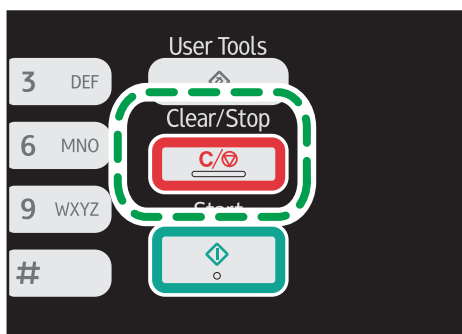 User Tools
3 DEF
Clear/Stop
6 MNO
C/
9 WXYZ
Start
#